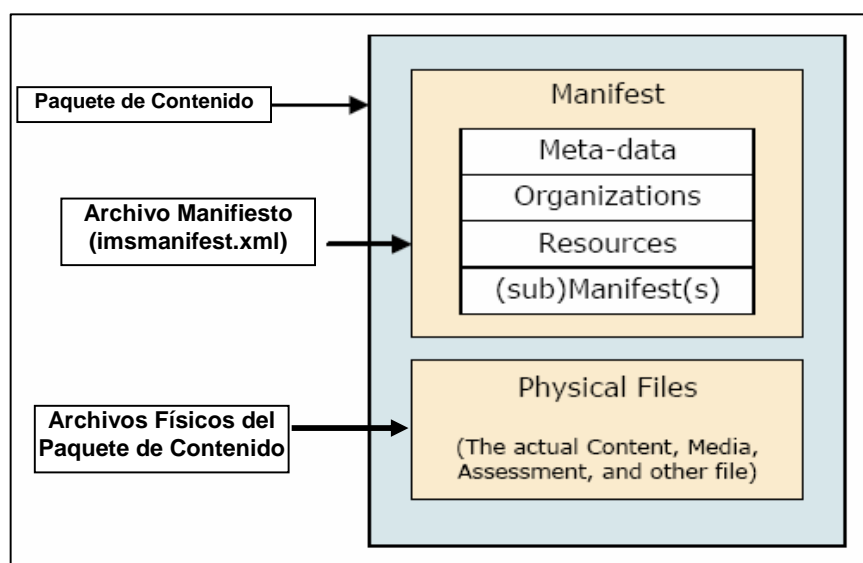 Paquete de Contenido
Archivo Manifiesto
(imsmanifest.xml)
Archivos Físicos del
Paquete de Contenido
Manifest
Meta-data
Organizations
Resources
(sub)Manifest(s)
Physical Files
(The actual Content, Media,
Assessment, and other file)